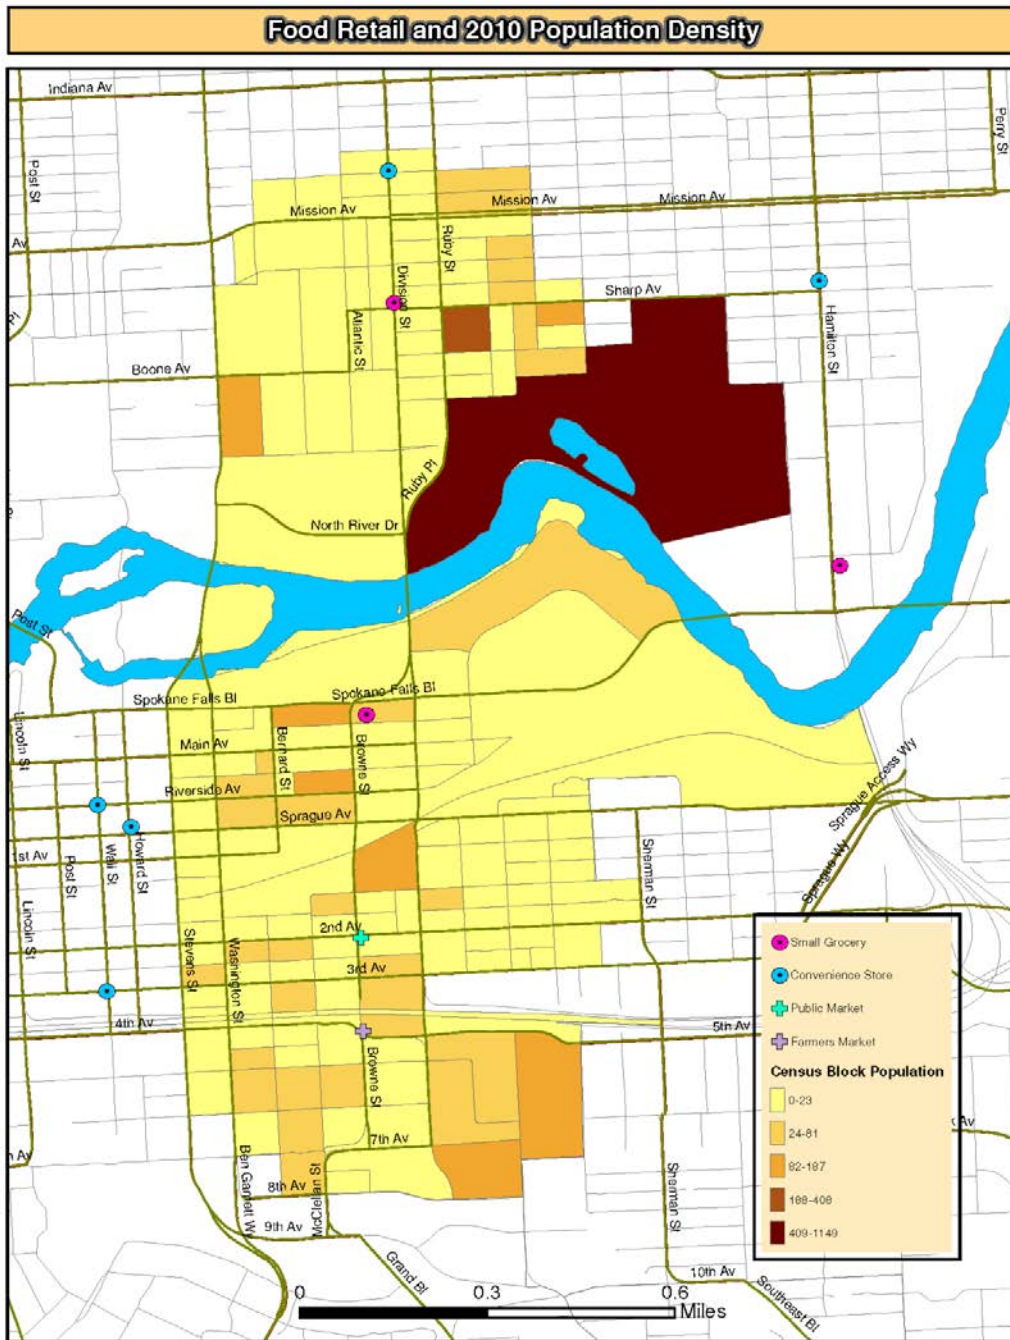 Food Retail and 2010 Population Density
Indiana Av
Perry St
Post St
Mission Av
Mission Av
Mission Av
Av
Ruby St
Division St
Sharp Av
Pl
Atlantic St
Hamilton St
Boone Av
Ruby Pl
North River Dr
Post St
Spokane Falls Bl
Spokane Falls Bl
Lincoln St
Main Av
Bernard St
Browne St
Riverside Av
Sprague Av
Sprague Access Wy
1st Av
Post St
Wall St
Howard St
Sherman St
Sprague Wy
Lincoln St
2nd Av
Stevens St
Washington St
3rd Av
4th Av
5th Av
Browne St
7th Av
Av
Av
8th Av
Ben Garnett Wy
McClellan St
Sherman St
9th Av
Grand Bl
10th Av
Southeast Bl
Small Grocery
Convenience Store
Public Market
Farmers Market
Census Block Population
0-23
24-81
82-187
188-408
409-1149
0 0.3 0.6
Miles